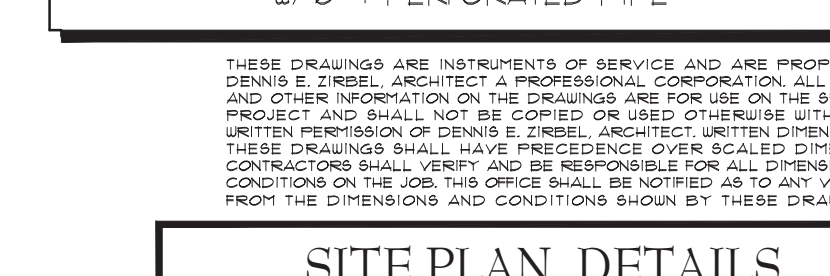 W/ 3" + PERFORATED PIPE
THESE DRAWINGS ARE INSTRUMENTS OF SERVICE AND ARE PROP
DENNIS E. ZIRBEL, ARCHITECT A PROFESSIONAL CORPORATION. ALL
AND OTHER INFORMATION ON THE DRAWINGS ARE FOR USE ON THE S
PROJECT AND SHALL NOT BE COPIED OR USED OTHERWISE WITH
WRITTEN PERMISSION OF DENNIS E. ZIRBEL, ARCHITECT. WRITTEN DIMEN
THESE DRAWINGS SHALL HAVE PRECEDENCE OVER SCALED DIME
CONTRACTORS SHALL VERIFY AND BE RESPONSIBLE FOR ALL DIMENS
CONDITIONS ON THE JOB. THIS OFFICE SHALL BE NOTIFIED AS TO ANY V
FROM THE DIMENSIONS AND CONDITIONS SHOWN BY THESE DRA
SITE PLAN DETAILS